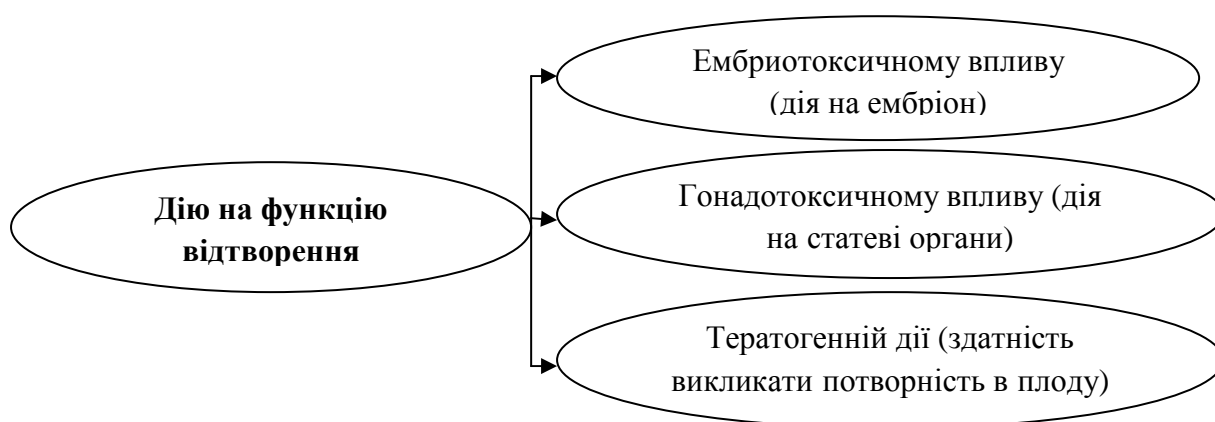 Ембриотоксичному впливу
(дія на ембріон)
Дію на функцію
відтворення
Гонадотоксичному впливу (дія
на статеві органи)
Тератогенній дії (здатність
викликати потворність в плоду)